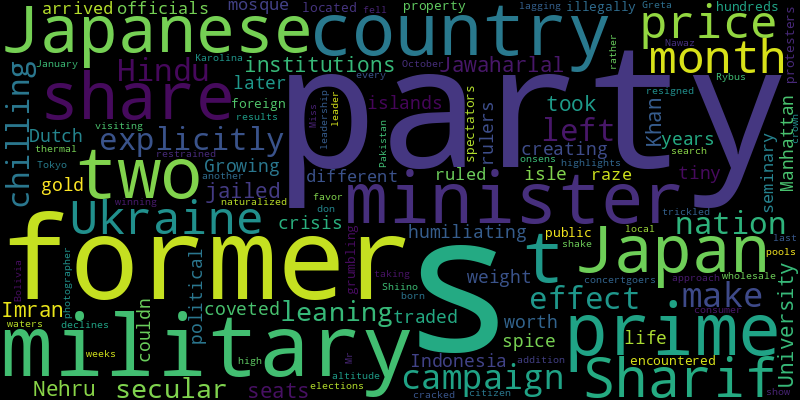 arrived officials mosque located property fell lagging illegally Greta hundreds
Japanese country price
January Karolina institutions Jawaharlal rather month Nawaz protesters
Hindu later every October Rybus
chilling share foreign islands party took resigned
results Miss leadership leader spectators rulers left Khan years Manhattan town
Dutch visiting explicitly Pakistan creating onsens search
thermal restrained highlights
Tokyo Growing another different ruled isle raze tiny seminary
gold two jailed naturalized favor minister
winning don trickled
Ukraine crisis humiliating public local nation last
former grumbling s t shake Japan pools
Bolivia photographer political taking approach wholesale
coveted Shiino weight effect concertgoers consumer make University
Imran leaning traded worth
waters declines couldn born spice prime life
military Mr Indonesia encountered
weeks high altitude campaign Sharif
Nehru secular seats elections addition cracked citizen show